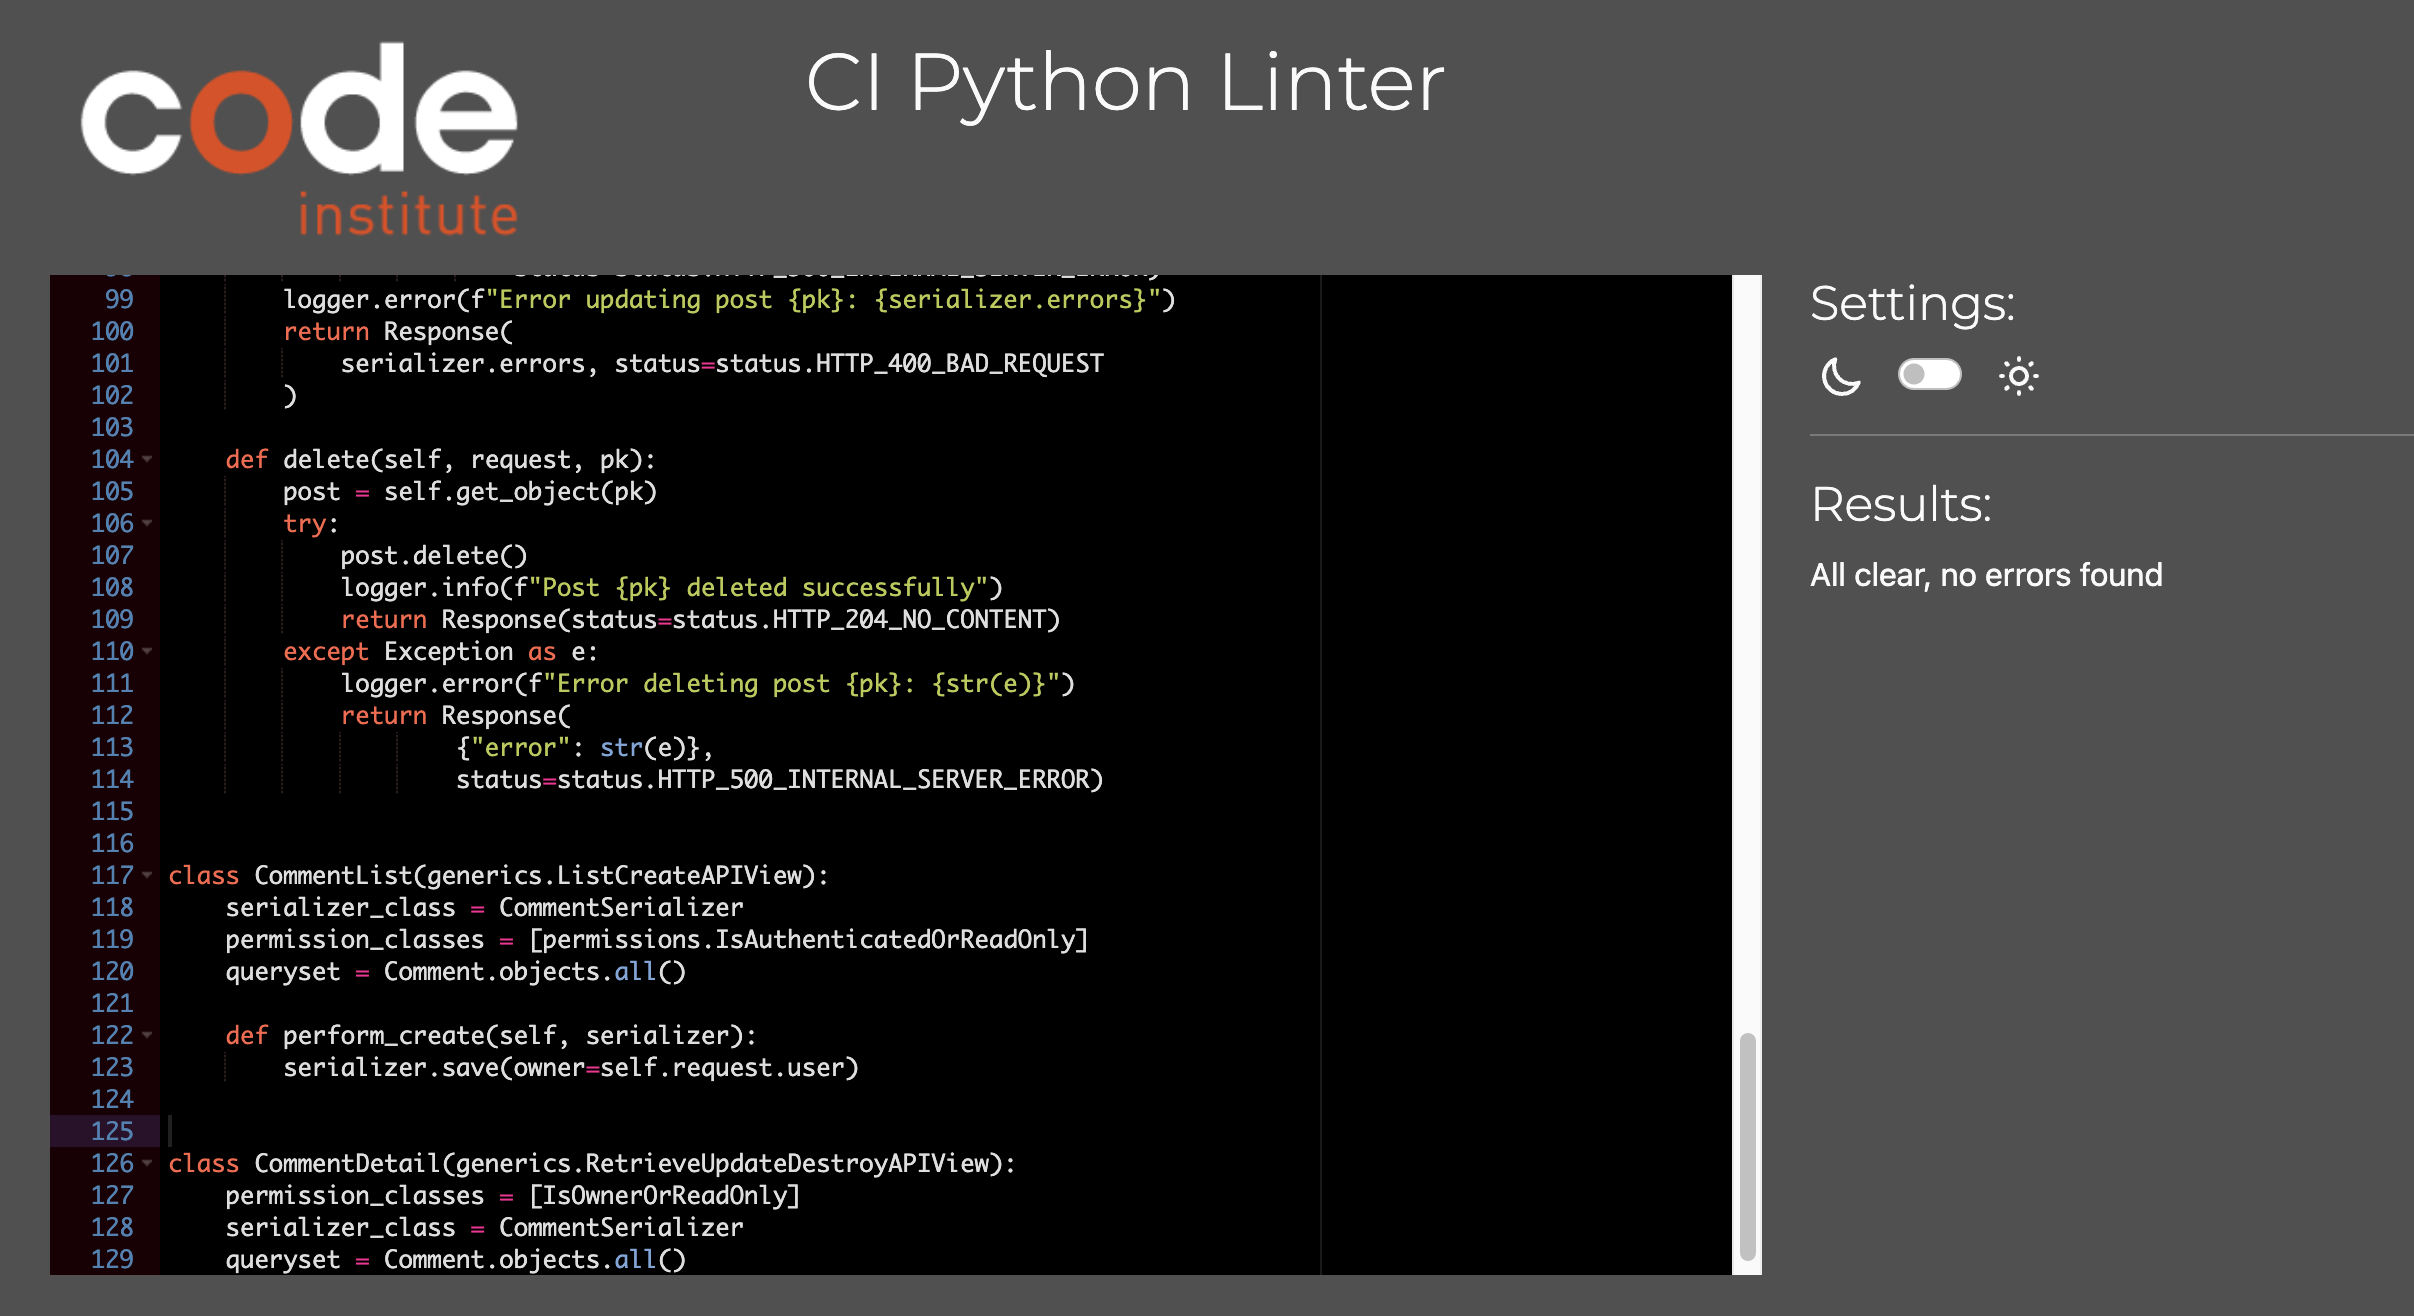 code
institute
CI Python Linter
99 logger.error(f"Error updating post {pk}: {serializer.errors}")
100 return Response(
101 serializer.errors, status=status.HTTP_400_BAD_REQUEST
102 )
103
104 def delete(self, request, pk):
105 post = self.get_object(pk)
106 try:
107 post.delete()
108 logger.info(f"Post {pk} deleted successfully")
109 return Response(status=status.HTTP_204_NO_CONTENT)
110 except Exception as e:
111 logger.error(f"Error deleting post {pk}: {str(e)}")
112 return Response(
113 {"error": str(e)},
114 status=status.HTTP_500_INTERNAL_SERVER_ERROR)
115
116
117 class CommentList(generics.ListCreateAPIView):
118 serializer_class = CommentSerializer
119 permission_classes = [permissions.IsAuthenticatedOrReadOnly]
120 queryset = Comment.objects.all()
121
122 def perform_create(self, serializer):
123 serializer.save(owner=self.request.user)
124
125
126 class CommentDetail(generics.RetrieveUpdateDestroyAPIView):
127 permission_classes = [IsOwnerOrReadOnly]
128 serializer_class = CommentSerializer
129 queryset = Comment.objects.all()
Settings:
Results:
All clear, no errors found